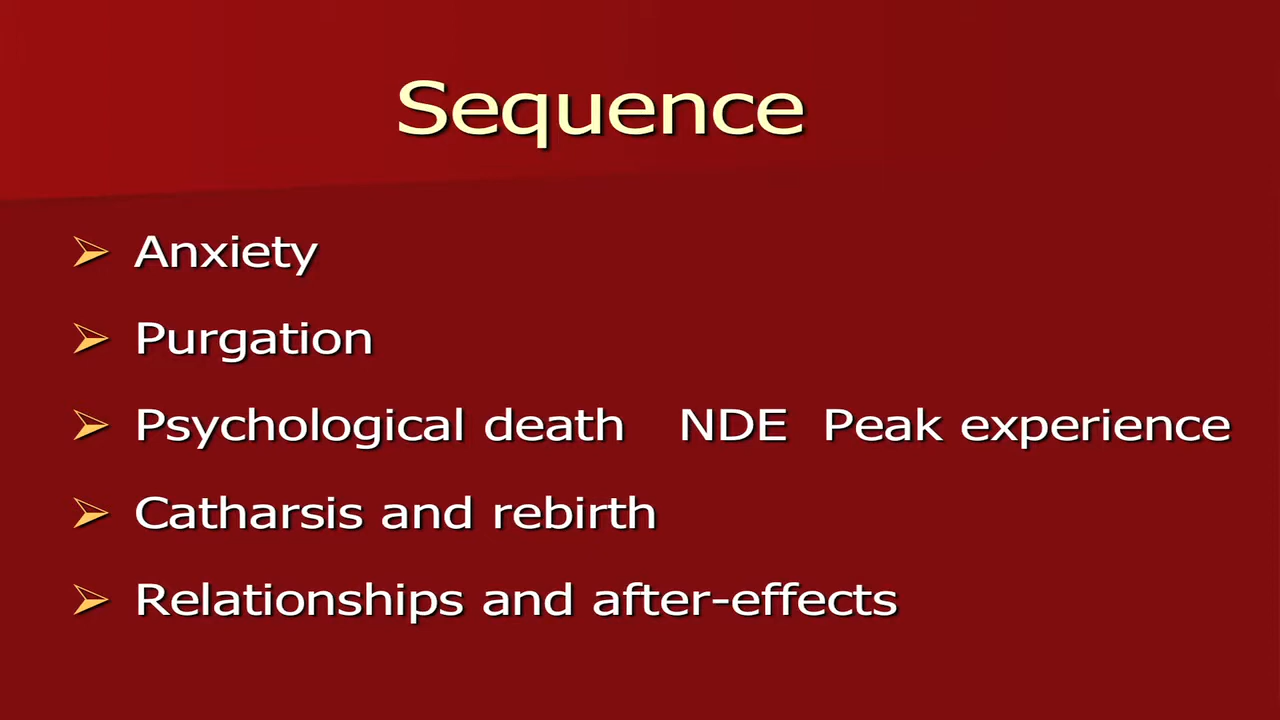 Sequence
Anxiety
Purgation
Psychological death NDE Peak experience
Catharsis and rebirth
Relationships and after-effects